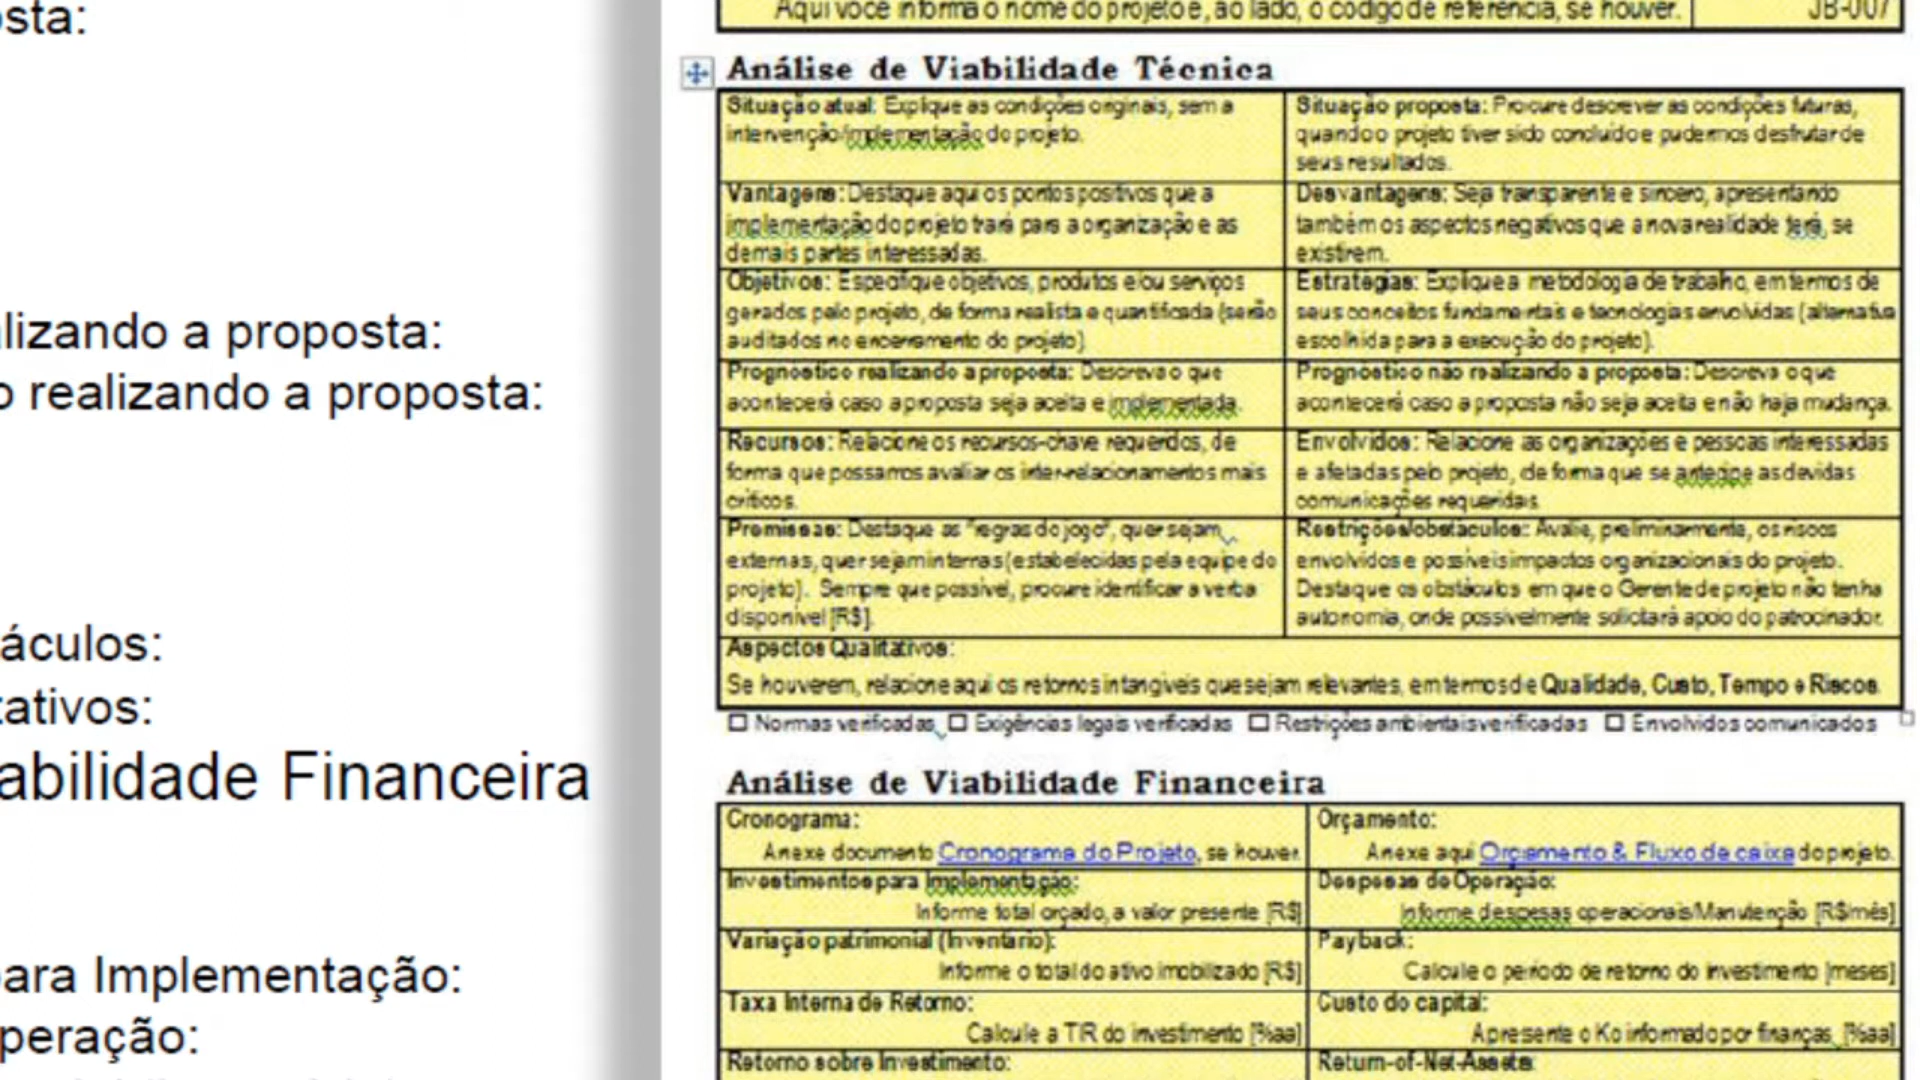 sta:
lizando a proposta:
o realizando a proposta:
áculos:
ativos:
abilidade Financeira
ara Implementação:
peração:
Aqui você informa o nome do projeto e, ao lado, o código de referência, se houver.
JB-007
Análise de Viabilidade Técnica
Situação atual: Explique as condições originais, sem a
intervenção/implementação do projeto.
Situação proposta: Procure descrever as condições futuras,
quando o projeto tiver sido concluído e pudermos desfrutar de
seus resultados.
Vantagens: Destaque aqui os pontos positivos que a
implementação do projeto trará para a organização e as
demais partes interessadas.
Desvantagens: Seja transparente e sincero, apresentando
também os aspectos negativos que a nova realidade terá, se
existirem.
Objetivos: Especifique objetivos, produtos e/ou serviços
gerados pelo projeto, de forma realista e quantificada (serão
auditados no encerramento do projeto)
Estratégias: Explique a metodologia de trabalho, em termos de
seus conceitos fundamentais e tecnologias envolvidas (alternativa
escolhida para a execução do projeto).
Prognóstico realizando a proposta: Descreva o que
acontecerá caso a proposta seja aceita e implementada.
Prognóstico não realizando a proposta: Descreva o que
acontecerá caso a proposta não seja aceita e não haja mudança.
Recursos: Relacione os recursos-chave requeridos, de
forma que possamos avaliar os inter-relacionamentos mais
críticos.
Envolvidos: Relacione as organizações e pessoas interessadas
e afetadas pelo projeto, de forma que se antecipe as devidas
comunicações requeridas.
Premissas: Destaque as "regras do jogo", quer sejam
externas, quer sejam internas (estabelecidas pela equipe do
projeto). Sempre que possível, procure identificar a verba
disponível [R$].
Restrições/obstáculos: Avalie, preliminarmente, os riscos
envolvidos e possíveis impactos organizacionais do projeto.
Destaque os obstáculos em que o Gerente de projeto não tenha
autonomia, onde possivelmente solicitará apoio do patrocinador.
Aspectos Qualitativos:
Se houverem, relacione aqui os retornos intangíveis que sejam relevantes, em termos de Qualidade, Custo, Tempo e Riscos.
Normas verificadas Exigências legais verificadas Restrições ambientais verificadas Envolvidos comunicados
Análise de Viabilidade Financeira
Cronograma:
Anexe documento Cronograma do Projeto, se houver.
Orçamento:
Anexe aqui Orçamento & Fluxo de caixa do projeto.
Investimentos para Implementação:
Informe total orçado, a valor presente [R$]
Despesas de Operação:
Informe despesas operacionais/Manutenção [R$/mês]
Variação patrimonial (Inventário):
Informe o total do ativo imobilizado [R$]
Payback:
Calcule o período de retorno do investimento [meses]
Taxa Interna de Retorno:
Calcule a TIR do investimento [%aa]
Custo do capital:
Apresente o Ko informado por finanças, [%aa]
Retorno sobre Investimento:
Return-of-Net-Assets: